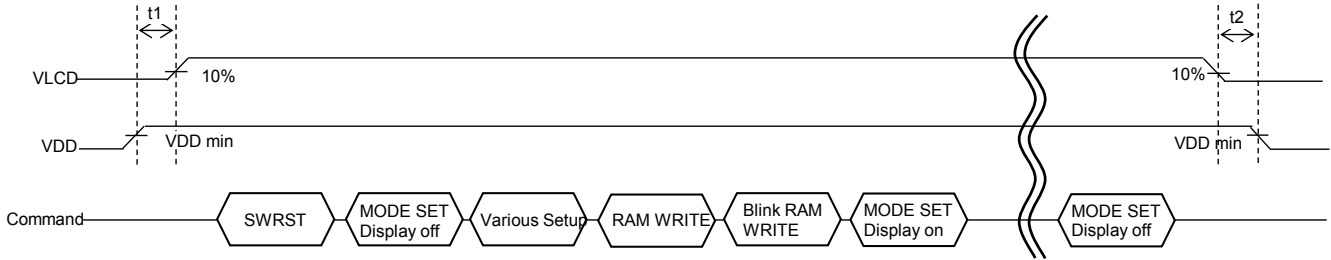 t1
t2
VLCD
10%
10%
VDD
VDD min
VDD min
Command
SWRST
MODE SET
Display off
Various Setup
RAM WRITE
Blink RAM
WRITE
MODE SET
Display on
MODE SET
Display off